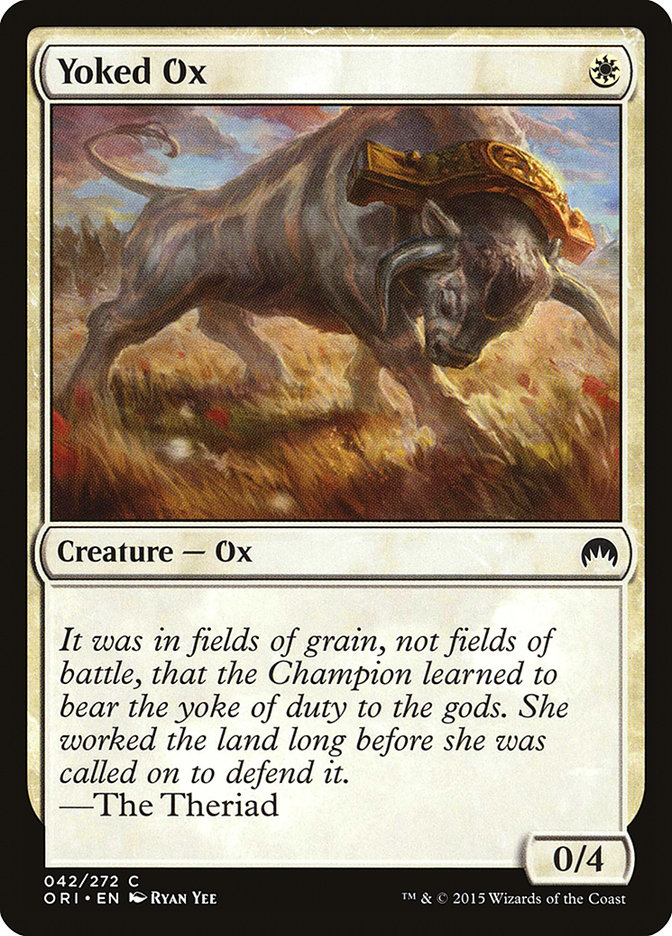 Yoked Ox
Creature — Ox
It was in fields of grain, not fields of
battle, that the Champion learned to
bear the yoke of duty to the gods. She
worked the land long before she was
called on to defend it.
—The Theriad
0/4
042/272 C
ORI • EN Ryan Yee
™ & © 2015 Wizards of the Coast